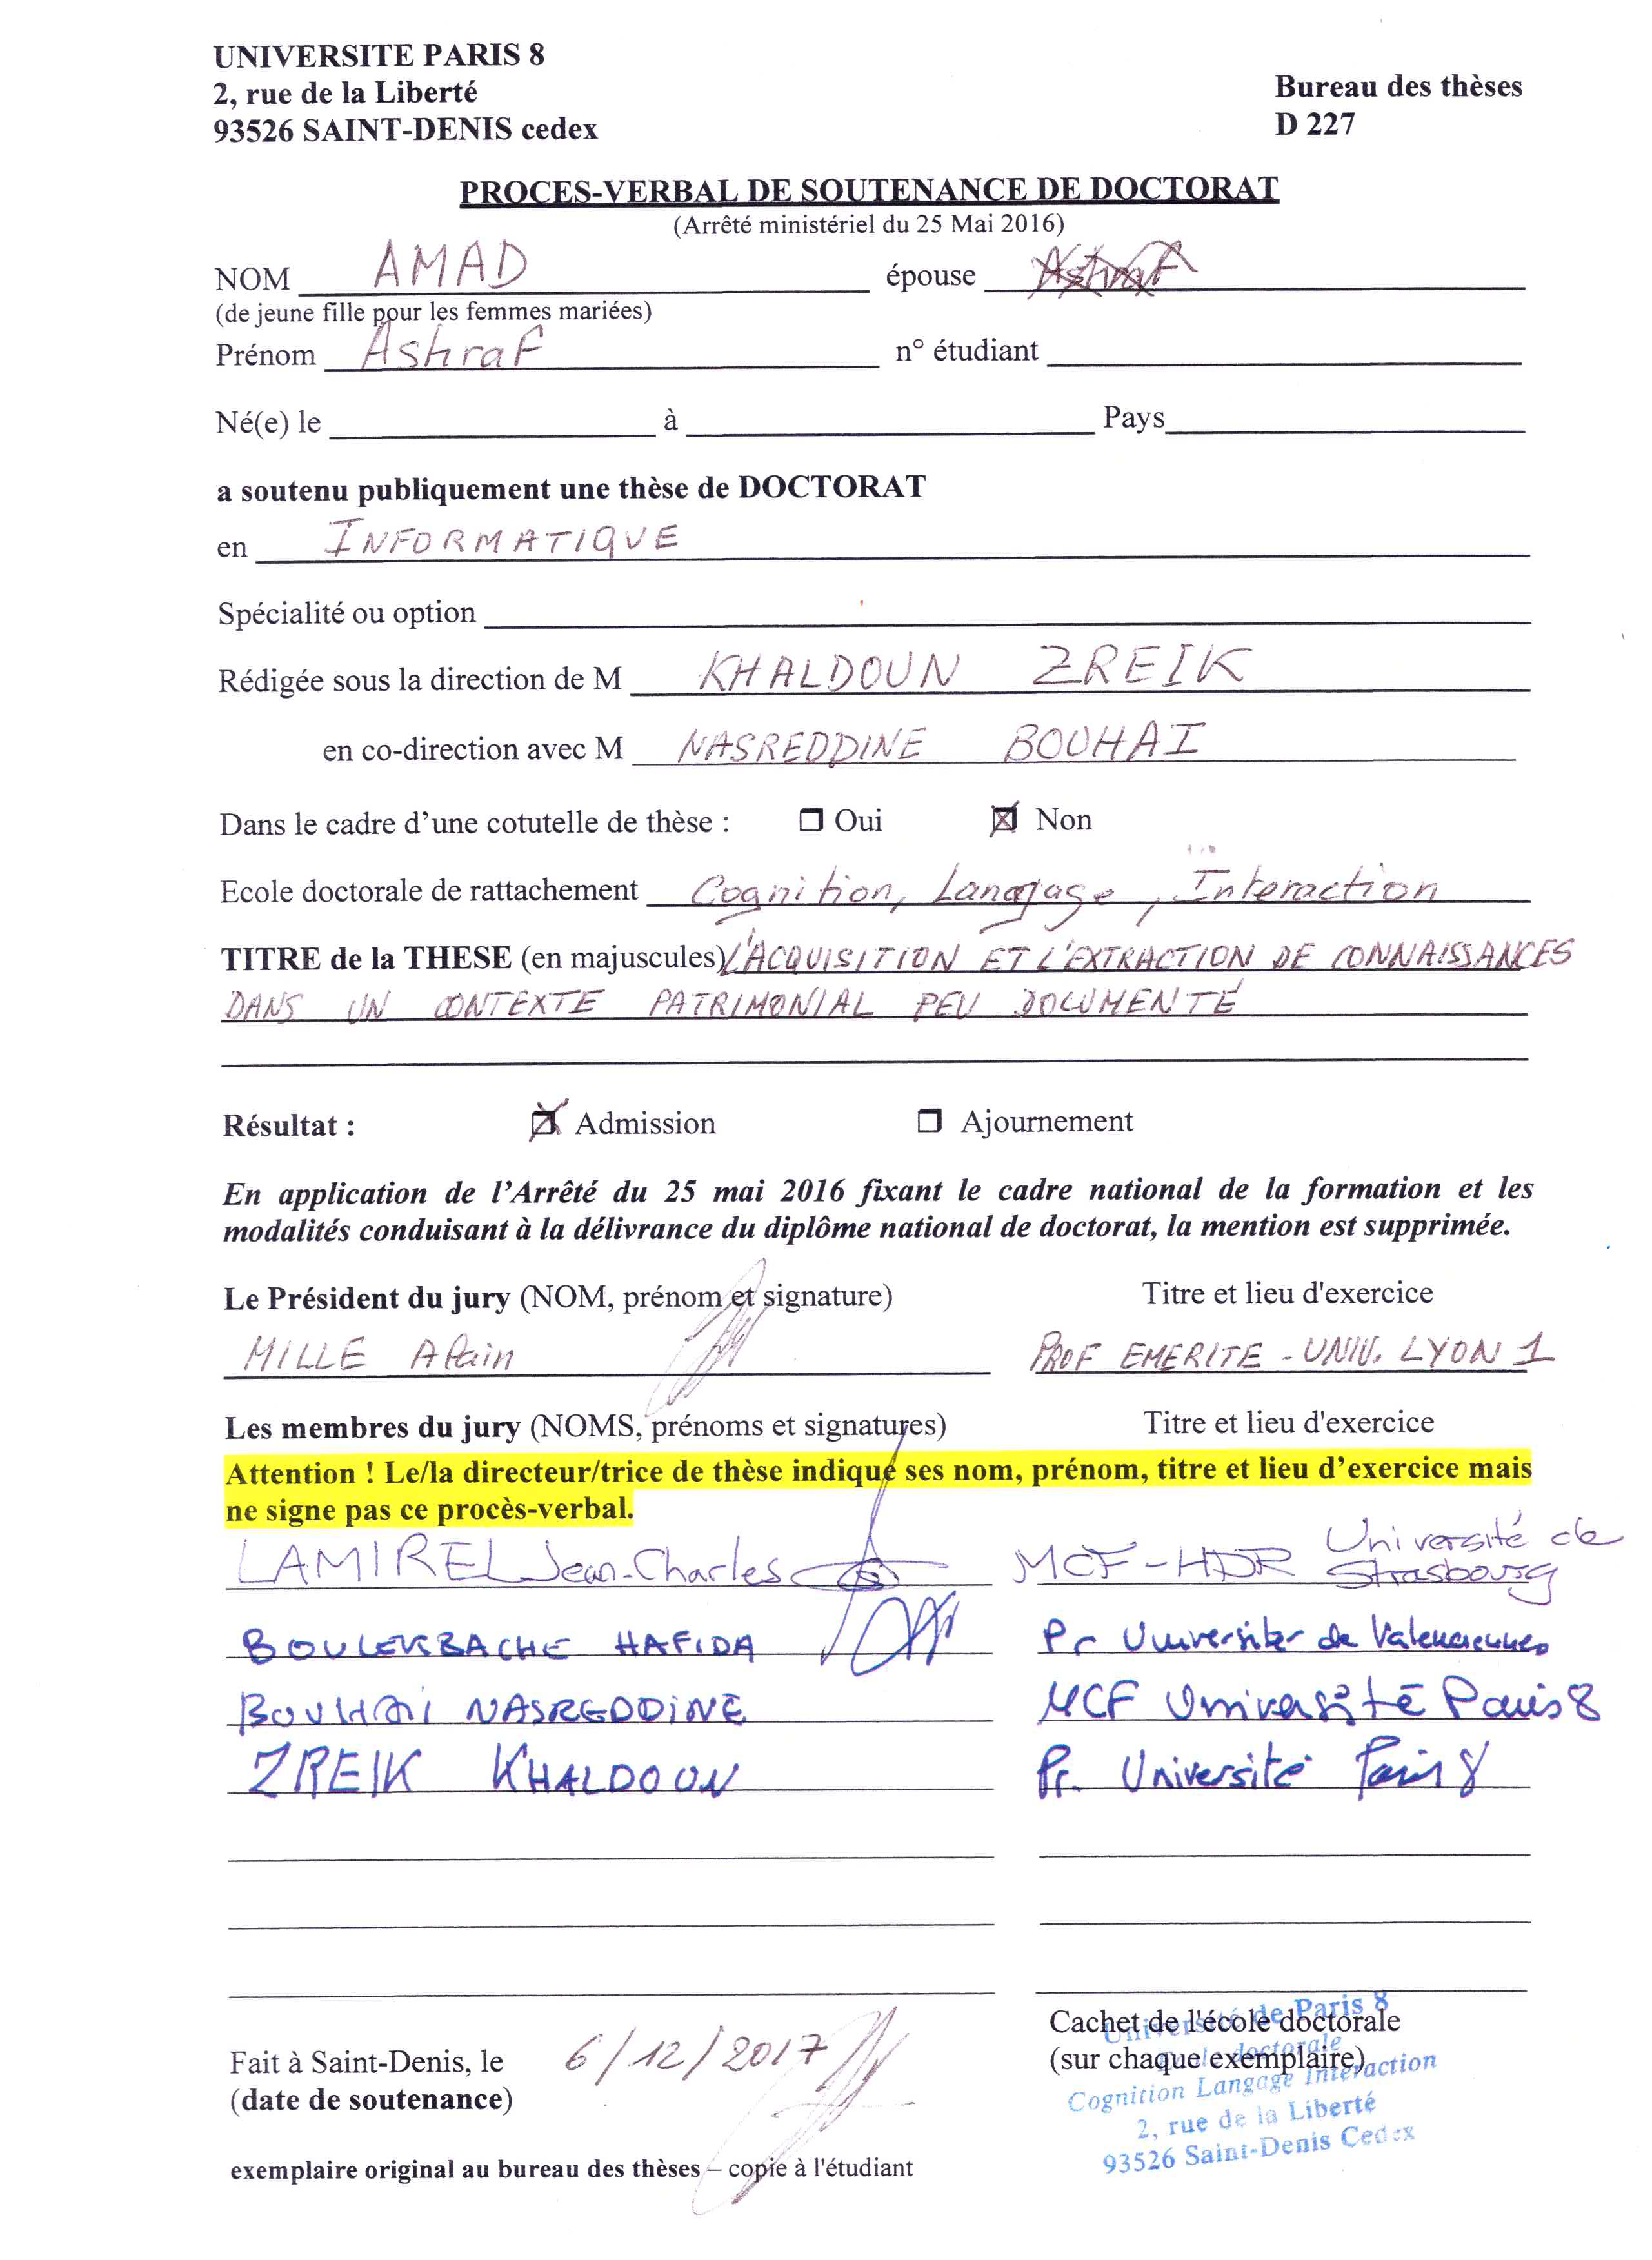 UNIVERSITE PARIS 8
2, rue de la Liberté
93526 SAINT-DENIS cedex
Bureau des thèses
D 227
PROCES-VERBAL DE SOUTENANCE DE DOCTORAT
(Arrêté ministériel du 25 Mai 2016)
NOM AMAD épouse Ashraf
(de jeune fille pour les femmes mariées)
Prénom Ashraf n° étudiant
Né(e) le à Pays
a soutenu publiquement une thèse de DOCTORAT
en INFORMATIQUE
Spécialité ou option
Rédigée sous la direction de M KHALDOUN ZREIK
en co-direction avec M NASREDDINE BOUHAI
Dans le cadre d'une cotutelle de thèse : Oui Non
Ecole doctorale de rattachement Cognition, Langage, Interaction
TITRE de la THESE (en majuscules) L'ACQUISITION ET L'EXTRACTION DE CONNAISSANCES
DANS UN CONTEXTE PATRIMONIAL PEU DOCUMENTÉ
Résultat : Admission Ajournement
En application de l'Arrêté du 25 mai 2016 fixant le cadre national de la formation et les
modalités conduisant à la délivrance du diplôme national de doctorat, la mention est supprimée.
Le Président du jury (NOM, prénom et signature) Titre et lieu d'exercice
MILLE Alain PROF EMERITE - UNIV. LYON 1
Les membres du jury (NOMS, prénoms et signatures) Titre et lieu d'exercice
Attention ! Le/la directeur/trice de thèse indique ses nom, prénom, titre et lieu d'exercice mais
ne signe pas ce procès-verbal.
LAMIREL Jean-Charles MCF-HDR Université de Strasbourg
BOULEKBACHE HAFIDA Pr Universiter de Valenciennes
BOUHAÏ NASREDDINE MCF Université Paris 8
ZREIK KHALDOUN Pr. Université Paris 8
Fait à Saint-Denis, le 6/12/2017
(date de soutenance)
Cachet de l'école doctorale
(sur chaque exemplaire)
Université de Paris 8
Ecole doctorale
Cognition Langage Interaction
2, rue de la Liberté
93526 Saint-Denis Cedex
exemplaire original au bureau des thèses – copie à l'étudiant